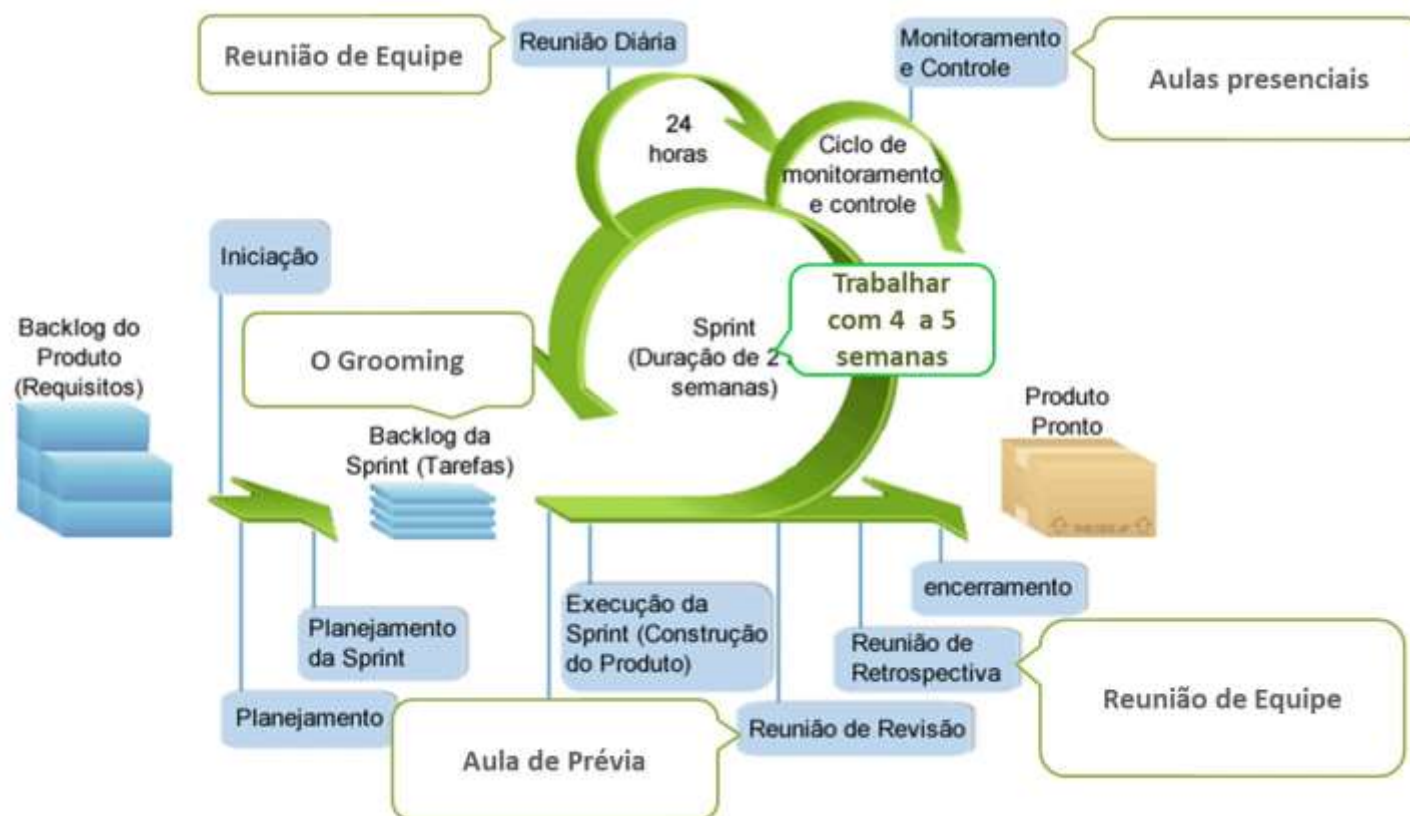 Reunião de Equipe
Reunião Diária
Monitoramento
e Controle
Aulas presenciais
24
horas
Ciclo de
monitoramento
e controle
Iniciação
Backlog do
Produto
(Requisitos)
O Grooming
Sprint
(Duração de 2
semanas)
Trabalhar
com 4 a 5
semanas
Backlog da
Sprint (Tarefas)
Produto
Pronto
Planejamento
da Sprint
Planejamento
Execução da
Sprint (Construção
do Produto)
encerramento
Reunião de
Retrospectiva
Reunião de Equipe
Reunião de Revisão
Aula de Prévia